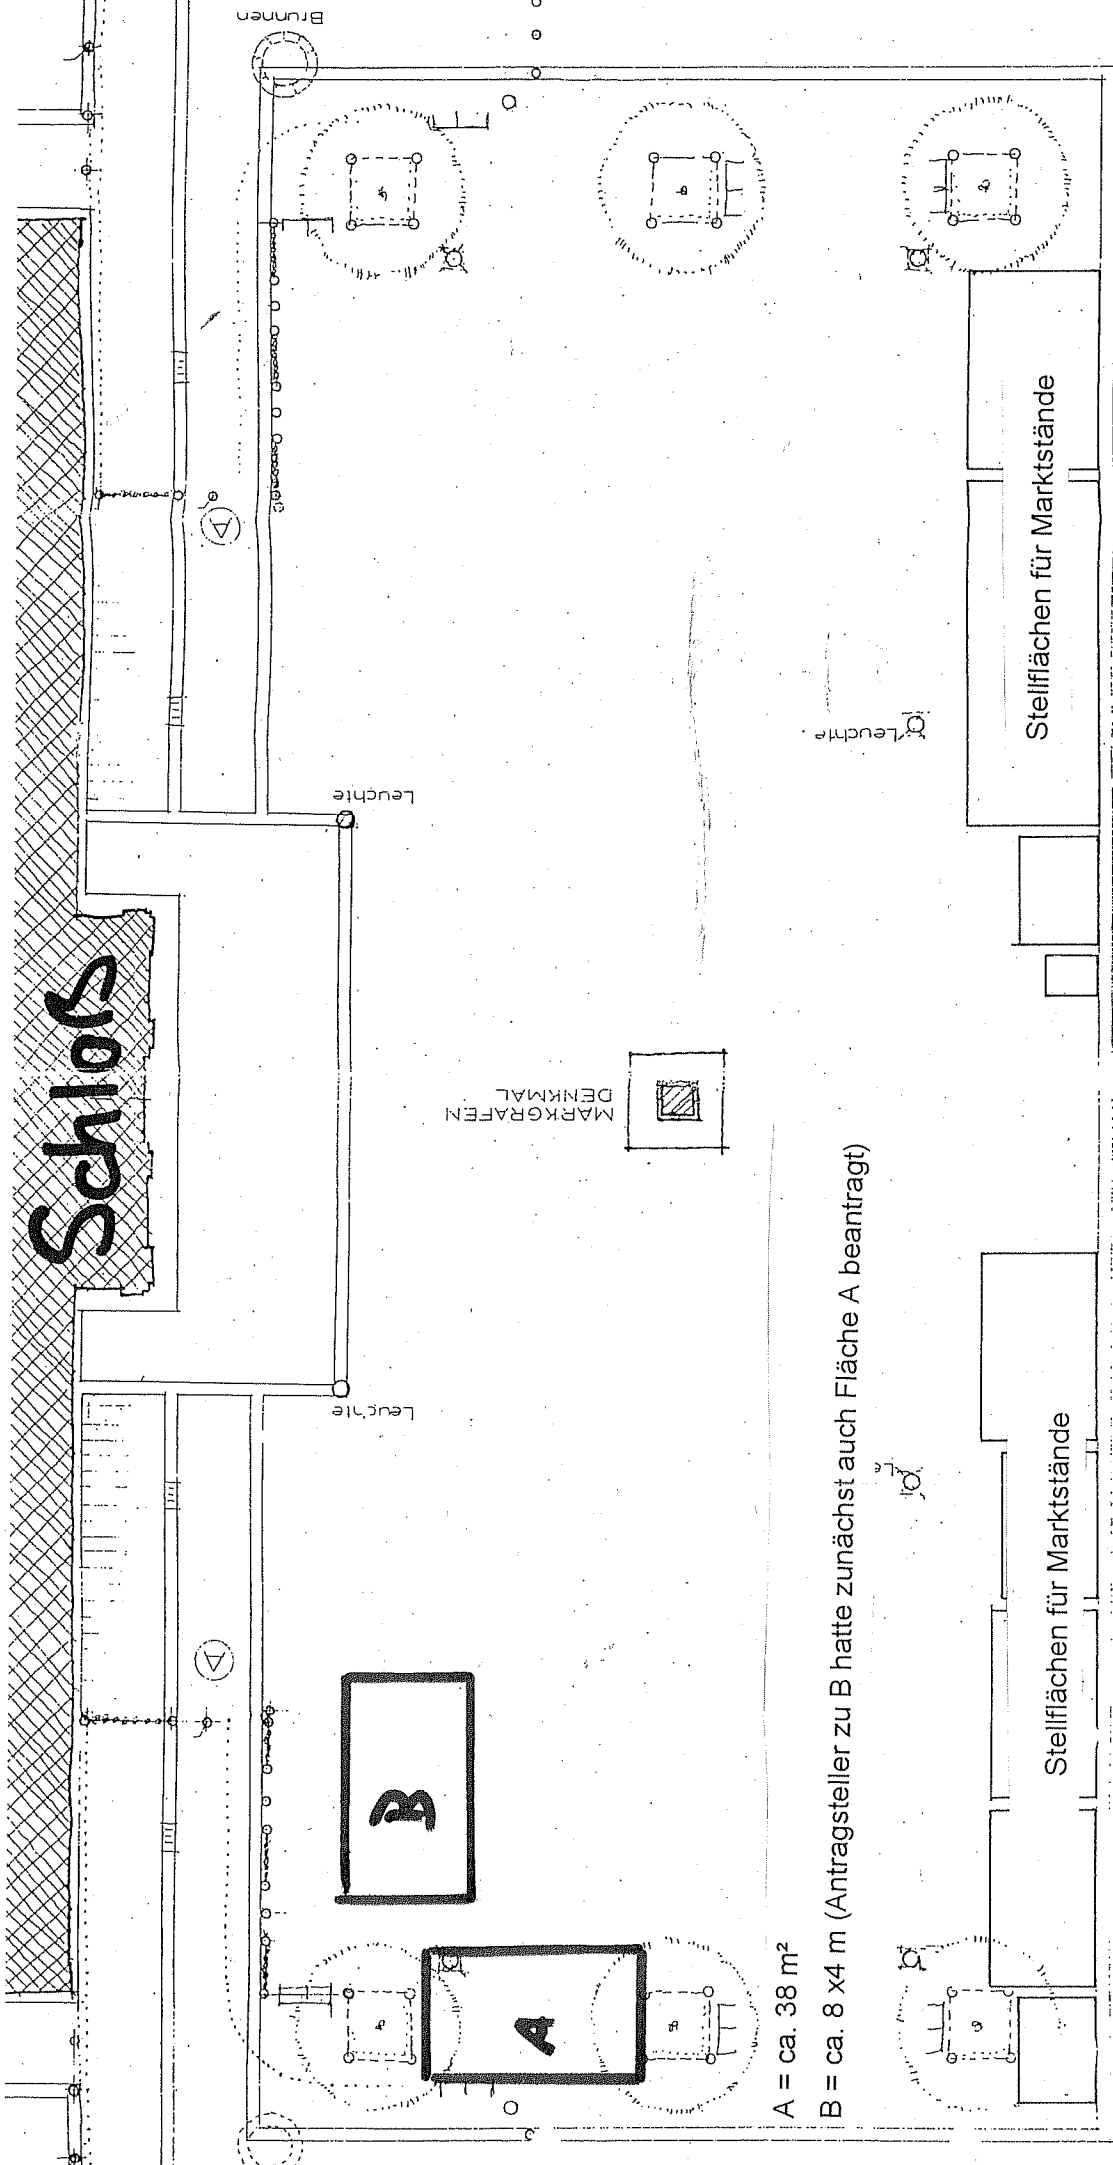 Brunnen
Schloß
Leuchte
Leuchte
Leuchte
MARKGRAFEN
DENKMAL
Stellflächen für Marktstände
Stellflächen für Marktstände
A
A
B
A
A = ca. 38 m²
B = ca. 8 x4 m (Antragsteller zu B hatte zunächst auch Fläche A beantragt)